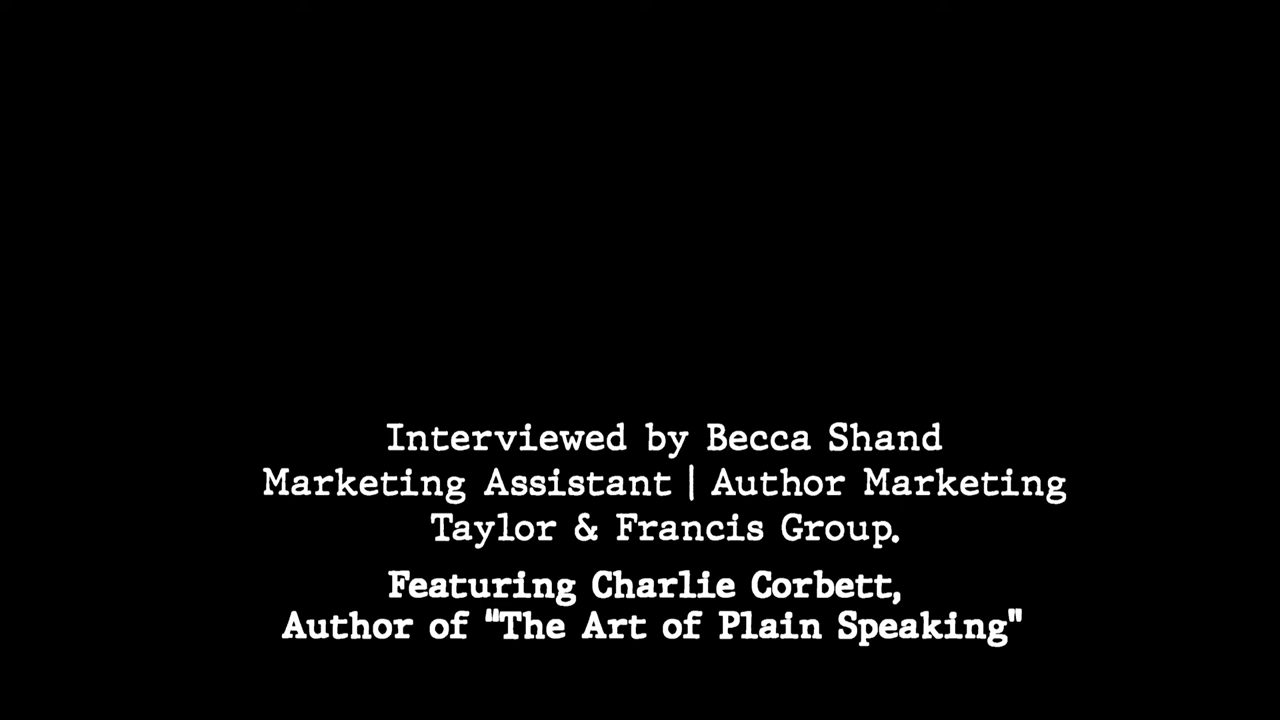 Interviewed by Becca Shand
Marketing Assistant | Author Marketing
Taylor & Francis Group.
Featuring Charlie Corbett,
Author of "The Art of Plain Speaking"